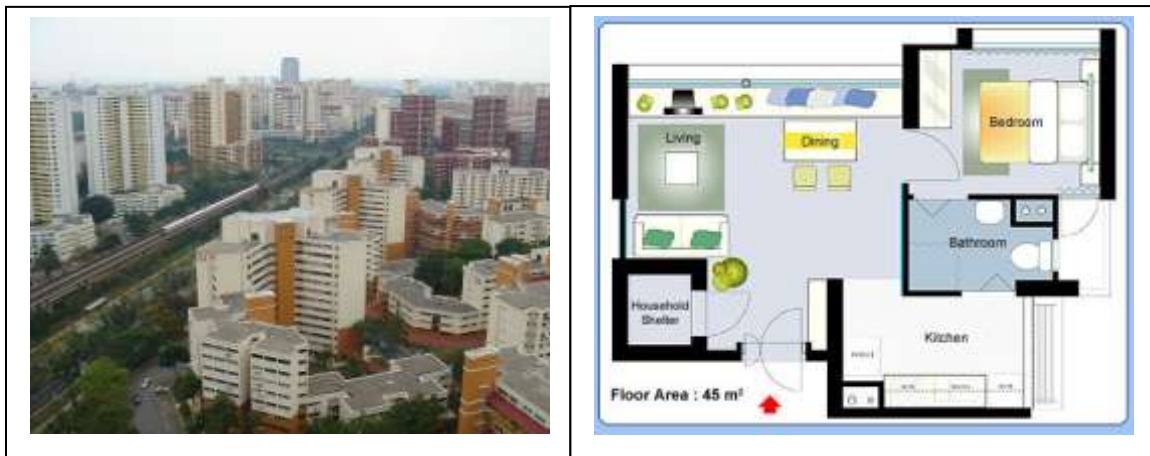 Bedroom
Living
Dining
Bathroom
Household
Shelter
Kitchen
Floor Area : 45 m²